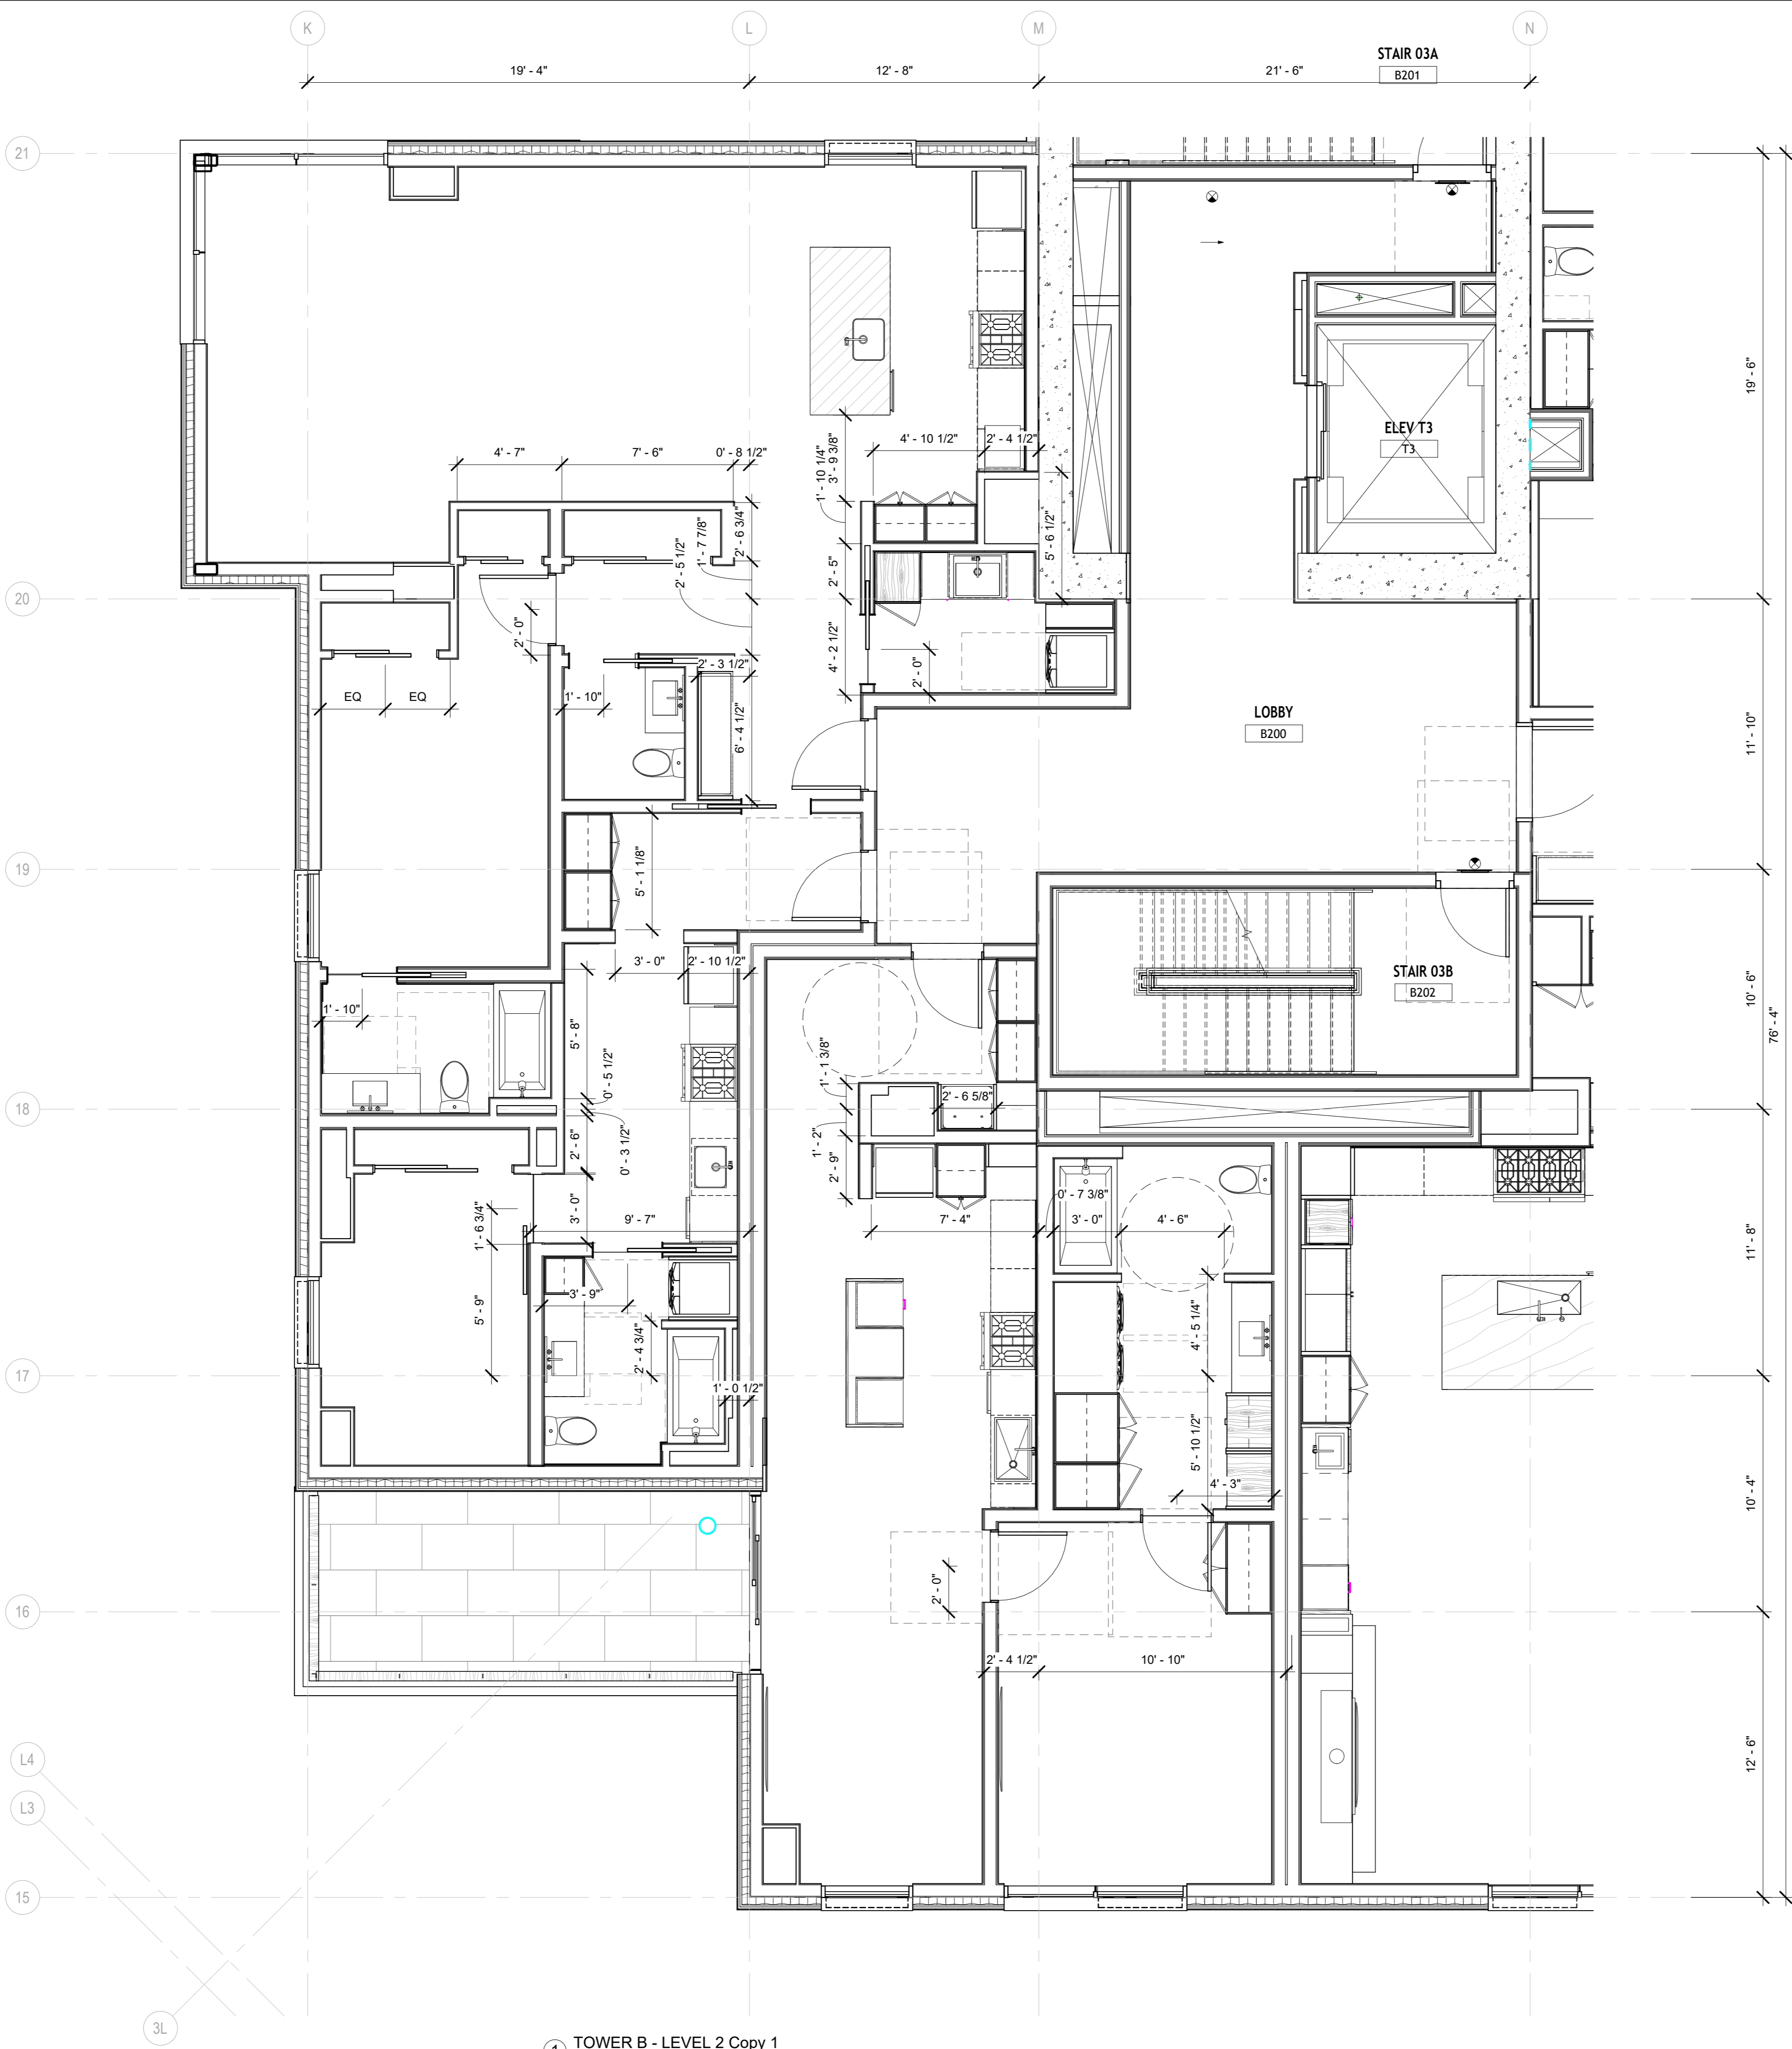 K
L
M
N
STAIR 03A
B201
19' - 4"
12' - 8"
21' - 6"
21
19' - 6"
ELEV T3
T3
4' - 7"
7' - 6"
0' - 8 1/2"
1' - 10 1/4"
3' - 9 3/8"
4' - 10 1/2"
2' - 4 1/2"
2' - 5 1/2"
1' - 7 7/8"
2' - 6 3/4"
2' - 5"
5' - 6 1/2"
20
2' - 0"
4' - 2 1/2"
2' - 0"
2' - 3 1/2"
EQ
EQ
1' - 10"
6' - 4 1/2"
LOBBY
B200
11' - 10"
19
5' - 1 1/8"
3' - 0"
2' - 10 1/2"
STAIR 03B
B202
10' - 6"
76' - 4"
1' - 10"
5' - 8"
0' - 5 1/2"
1' - 1 3/8"
2' - 6 5/8"
18
2' - 6"
0' - 3 1/2"
1' - 2"
2' - 9"
0' - 7 3/8"
1' - 6 3/4"
3' - 0"
9' - 7"
7' - 4"
3' - 0"
4' - 6"
11' - 8"
5' - 9"
3' - 9"
2' - 4 3/4"
4' - 5 1/4"
17
1' - 0 1/2"
5' - 10 1/2"
4' - 3"
10' - 4"
2' - 0"
16
2' - 4 1/2"
10' - 10"
12' - 6"
L4
L3
15
3L
1
TOWER B - LEVEL 2 Copy 1